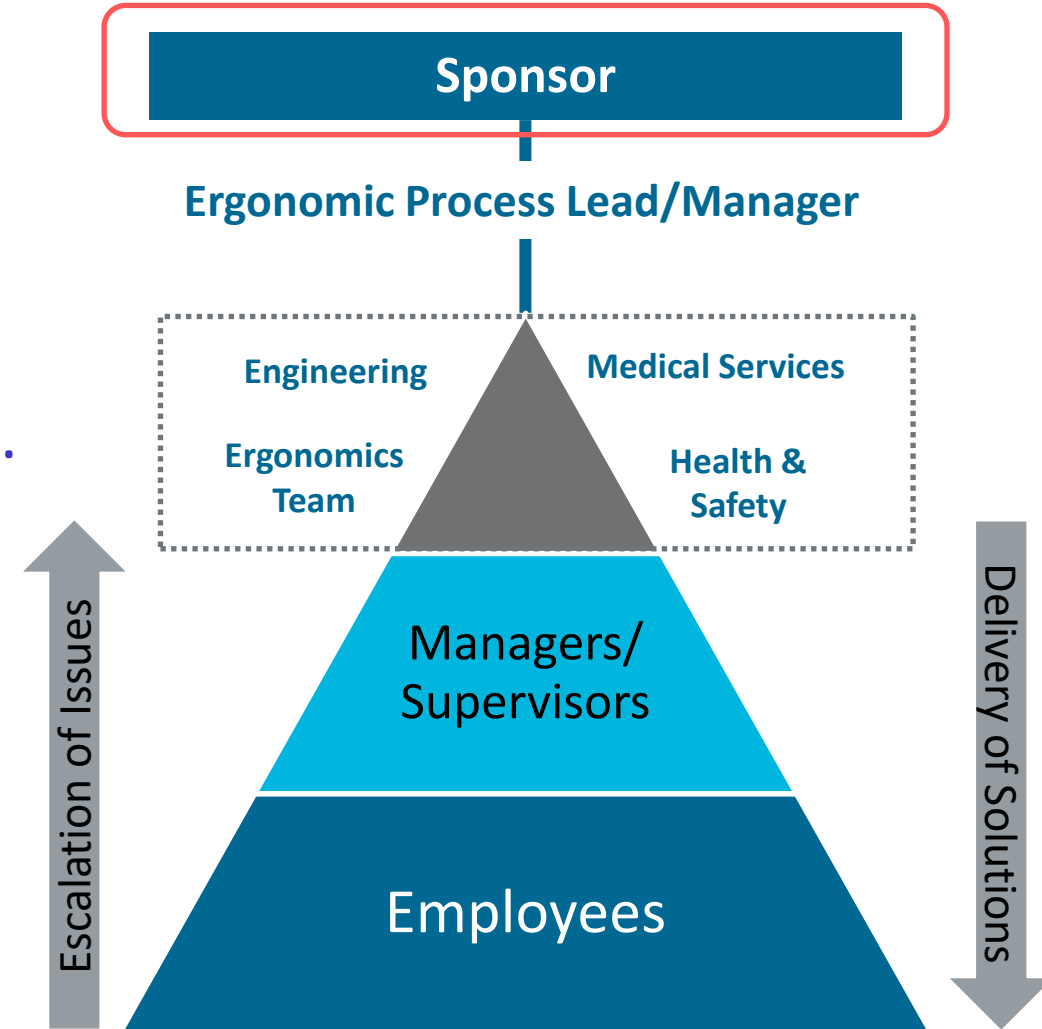 Sponsor
Ergonomic Process Lead/Manager
Engineering
Medical Services
Ergonomics
Team
Health &
Safety
Escalation of Issues
Delivery of Solutions
Managers/
Supervisors
Employees